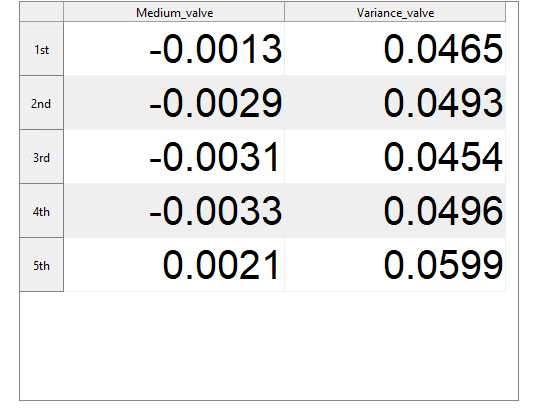 Medium_valve Variance_valve
1st -0.0013 0.0465
2nd -0.0029 0.0493
3rd -0.0031 0.0454
4th -0.0033 0.0496
5th 0.0021 0.0599